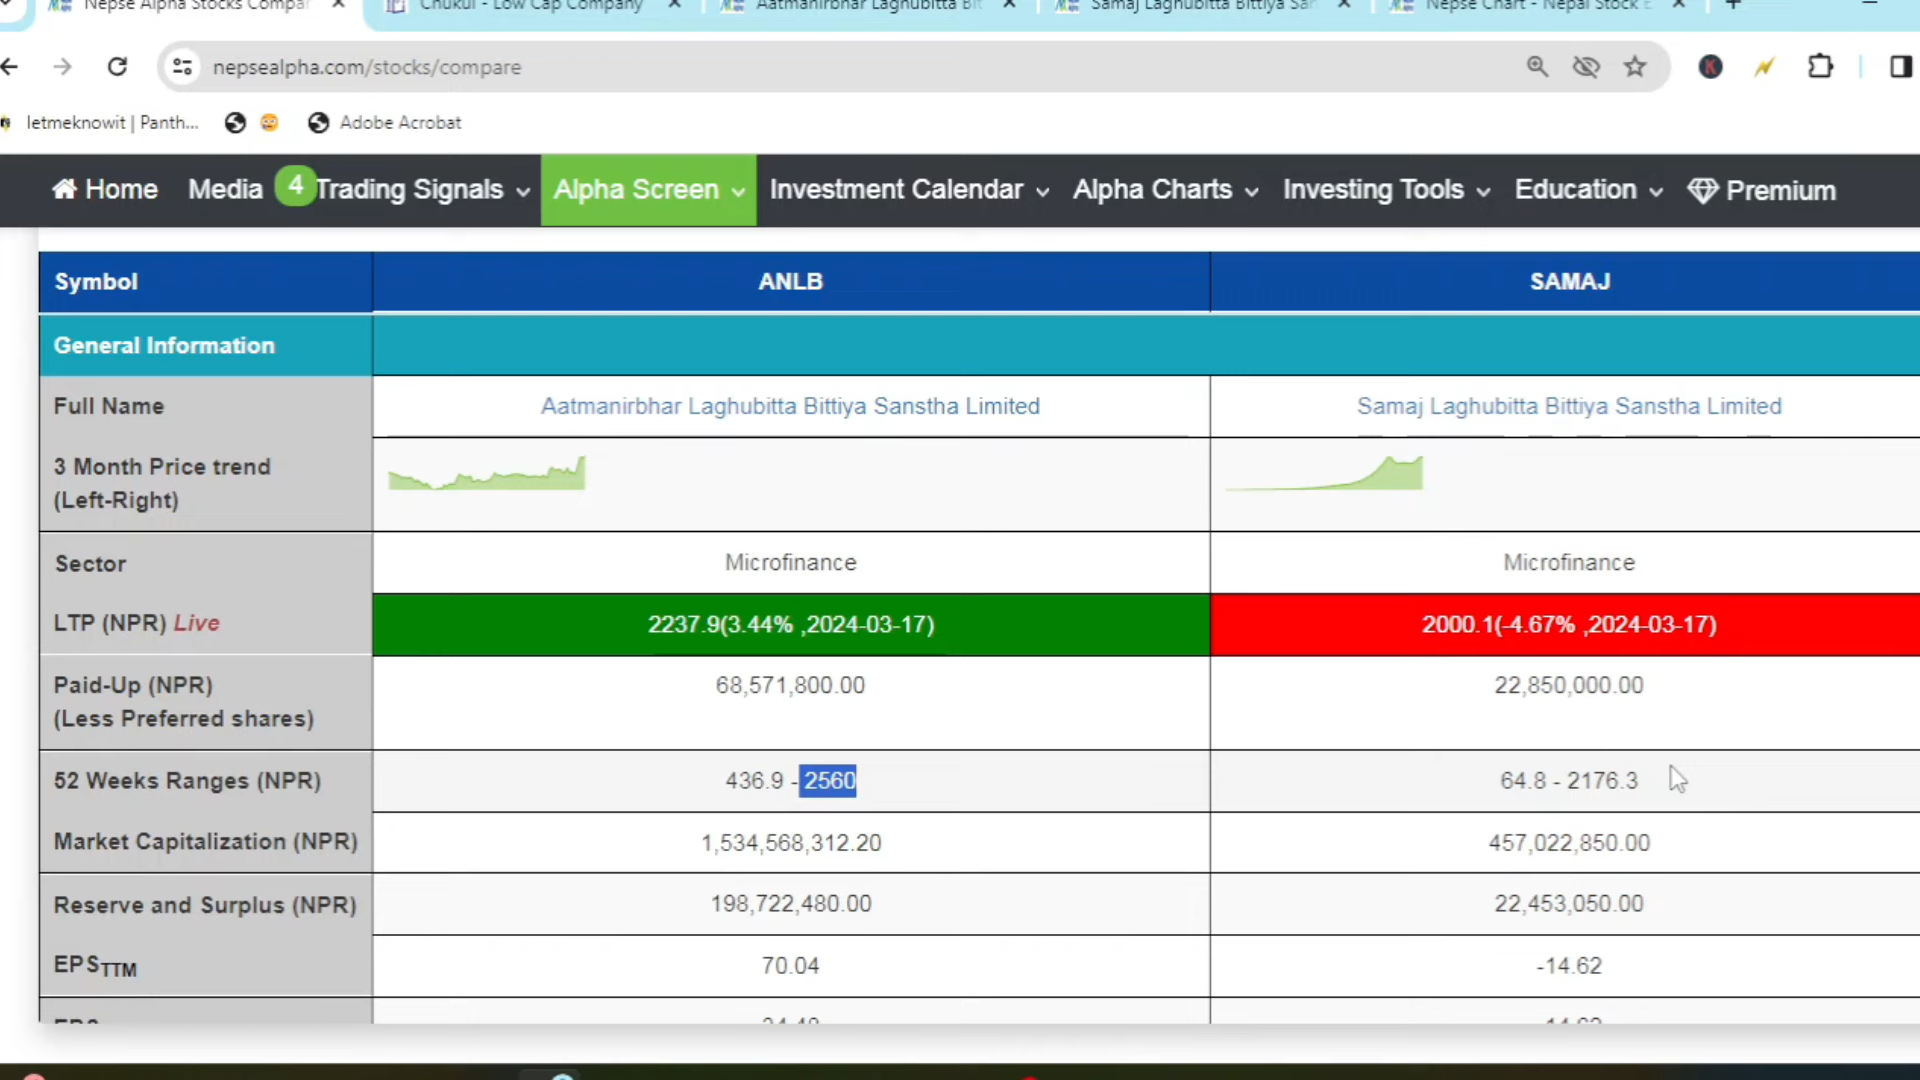 Nepse Alpha Stocks Compar
Chukul - Low Cap Company
Aatmanirbhar Laghubitta Bit
Samaj Laghubitta Bittiya San
Nepse Chart - Nepal Stock E
nepsealpha.com/stocks/compare
letmeknowit | Panth...
Adobe Acrobat
Home
Media
4
Trading Signals
Alpha Screen
Investment Calendar
Alpha Charts
Investing Tools
Education
Premium
Symbol
ANLB
SAMAJ
General Information
Full Name
Aatmanirbhar Laghubitta Bittiya Sanstha Limited
Samaj Laghubitta Bittiya Sanstha Limited
3 Month Price trend
(Left-Right)
Sector
Microfinance
Microfinance
LTP (NPR) Live
2237.9(3.44% ,2024-03-17)
2000.1(-4.67% ,2024-03-17)
Paid-Up (NPR)
(Less Preferred shares)
68,571,800.00
22,850,000.00
52 Weeks Ranges (NPR)
436.9 - 2560
64.8 - 2176.3
Market Capitalization (NPR)
1,534,568,312.20
457,022,850.00
Reserve and Surplus (NPR)
198,722,480.00
22,453,050.00
EPSTTM
70.04
-14.62